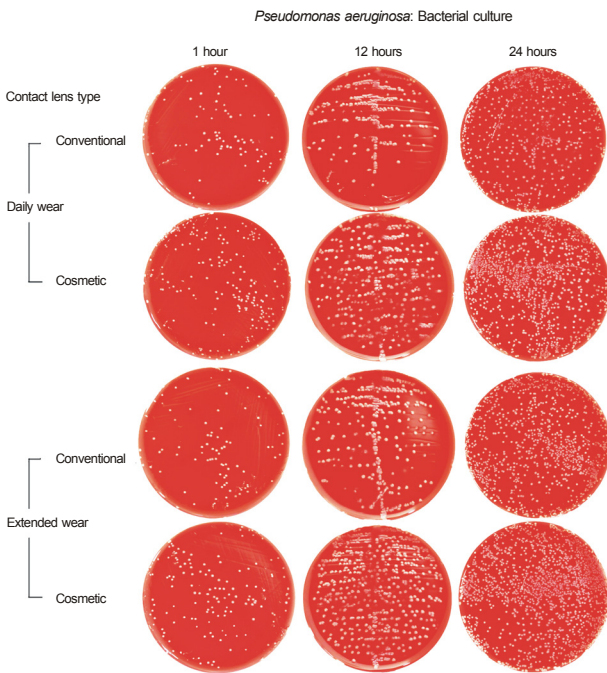 Pseudomonas aeruginosa: Bacterial culture
1 hour
12 hours
24 hours
Contact lens type
Conventional
Daily wear
Cosmetic
Conventional
Extended wear
Cosmetic